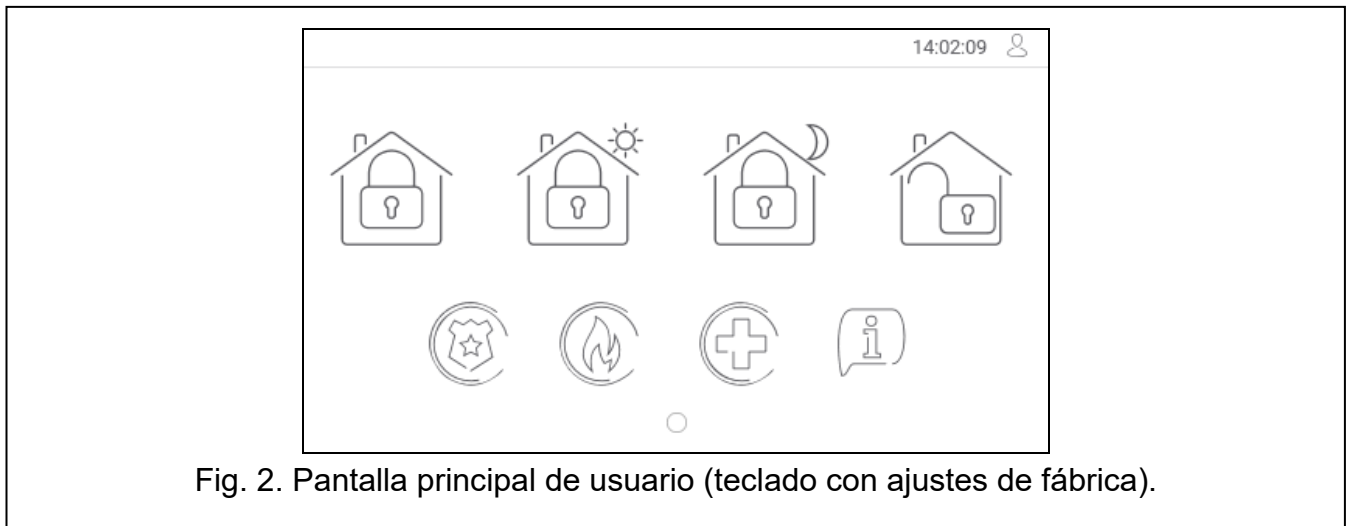 14:02:09
Fig. 2. Pantalla principal de usuario (teclado con ajustes de fábrica).